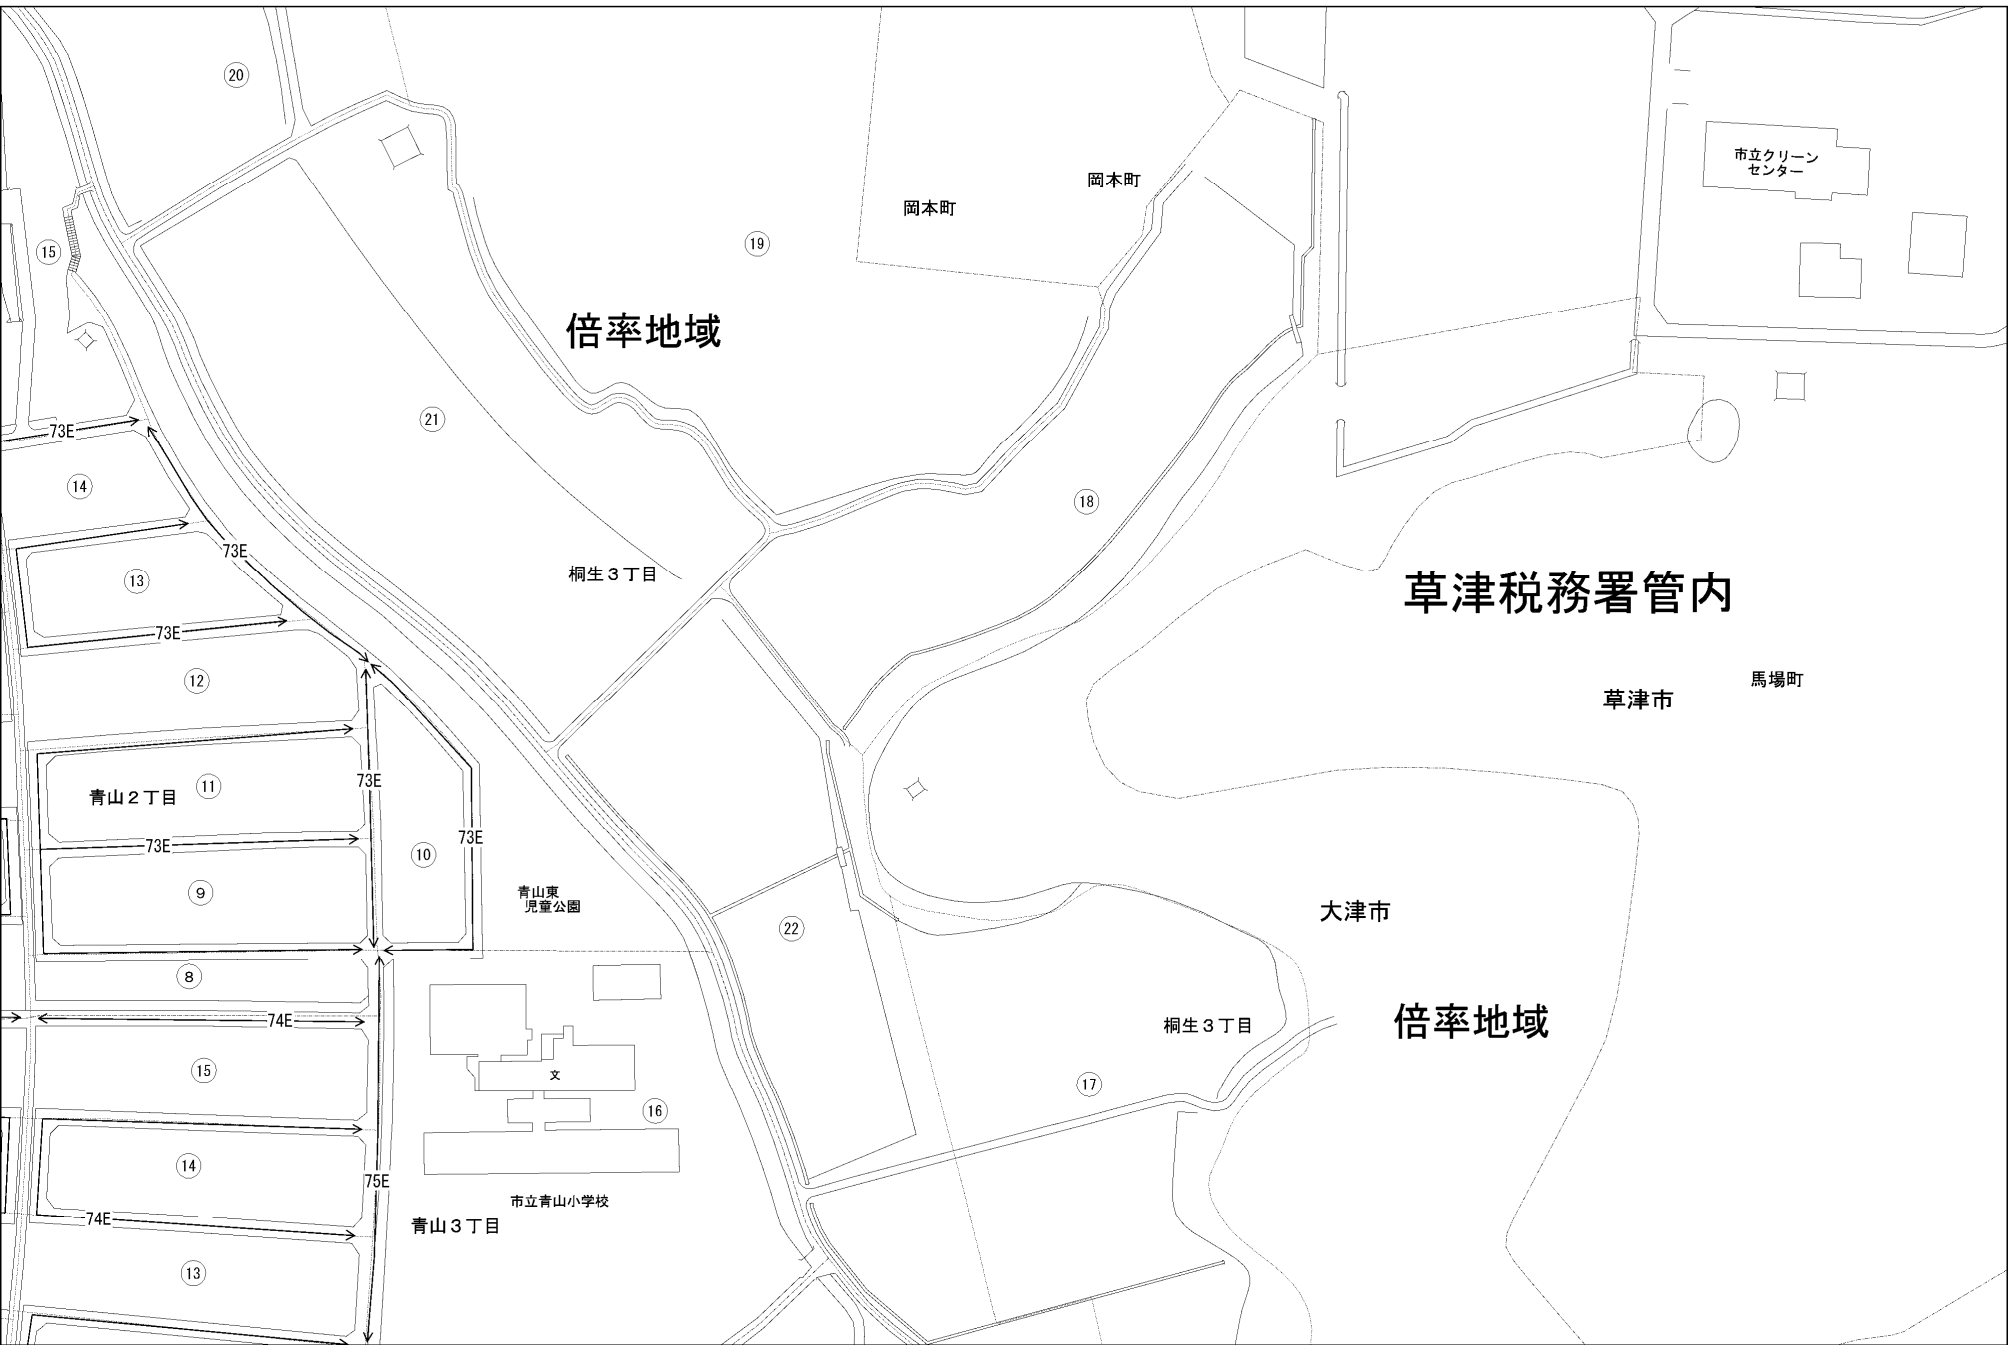 ⑳
市立クリーン
センター
岡本町
岡本町
⑮
⑲
倍率地域
㉑
73E
⑭
⑱
73E
桐生3丁目
⑬
草津税務署管内
73E
⑫
馬場町
草津市
73E
⑪
青山2丁目
73E
73E
⑩
⑨
青山東
児童公園
大津市
㉒
⑧
74E
桐生3丁目
倍率地域
⑮
文
⑰
⑯
⑭
75E
市立青山小学校
74E
青山3丁目
⑬